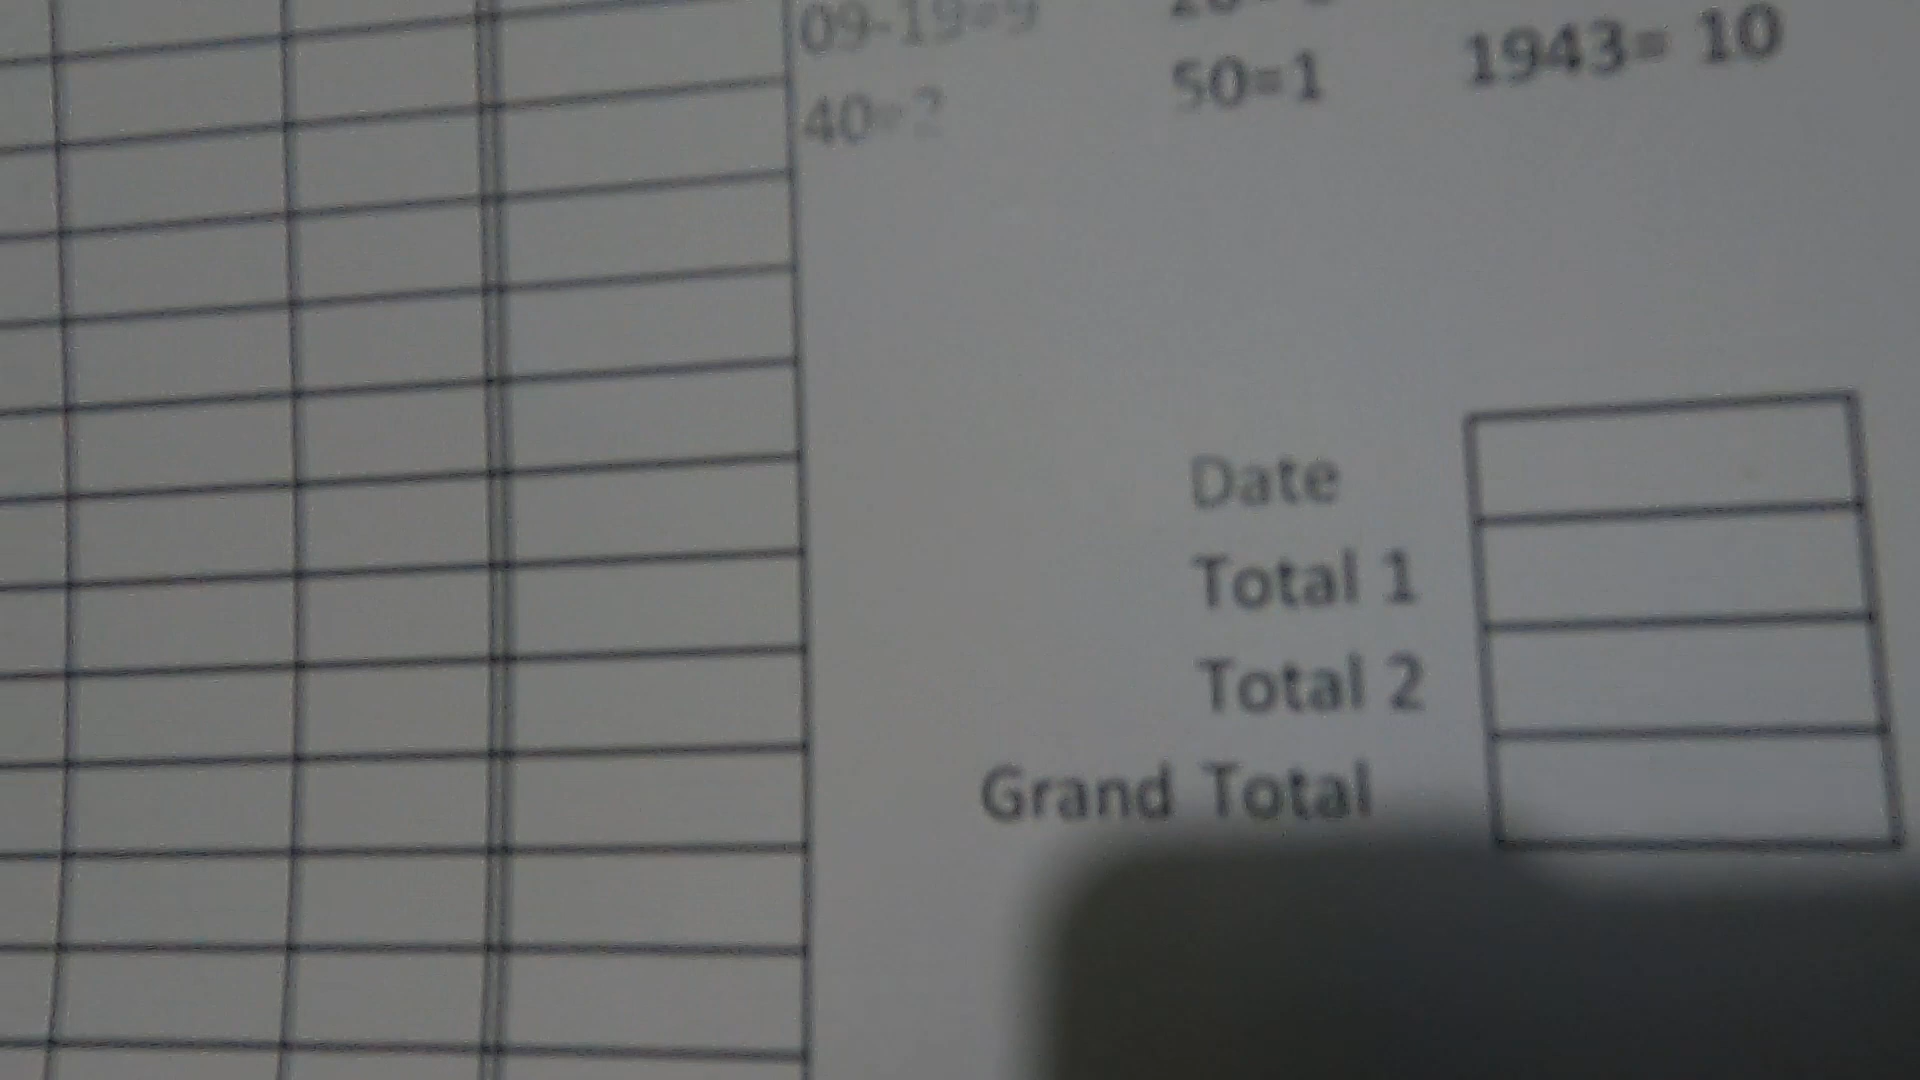 09-19=9
50=1 1943= 10
40=2
Date
Total 1
Total 2
Grand Total